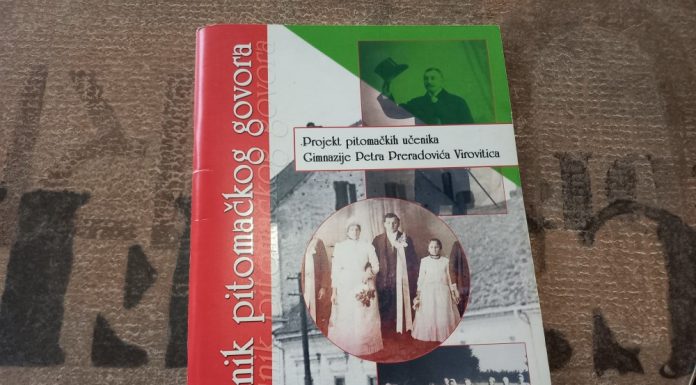 nik pitomačkog govora
Projekt pitomačkih učenika
Gimnazije Petra Preradovića Virovitica